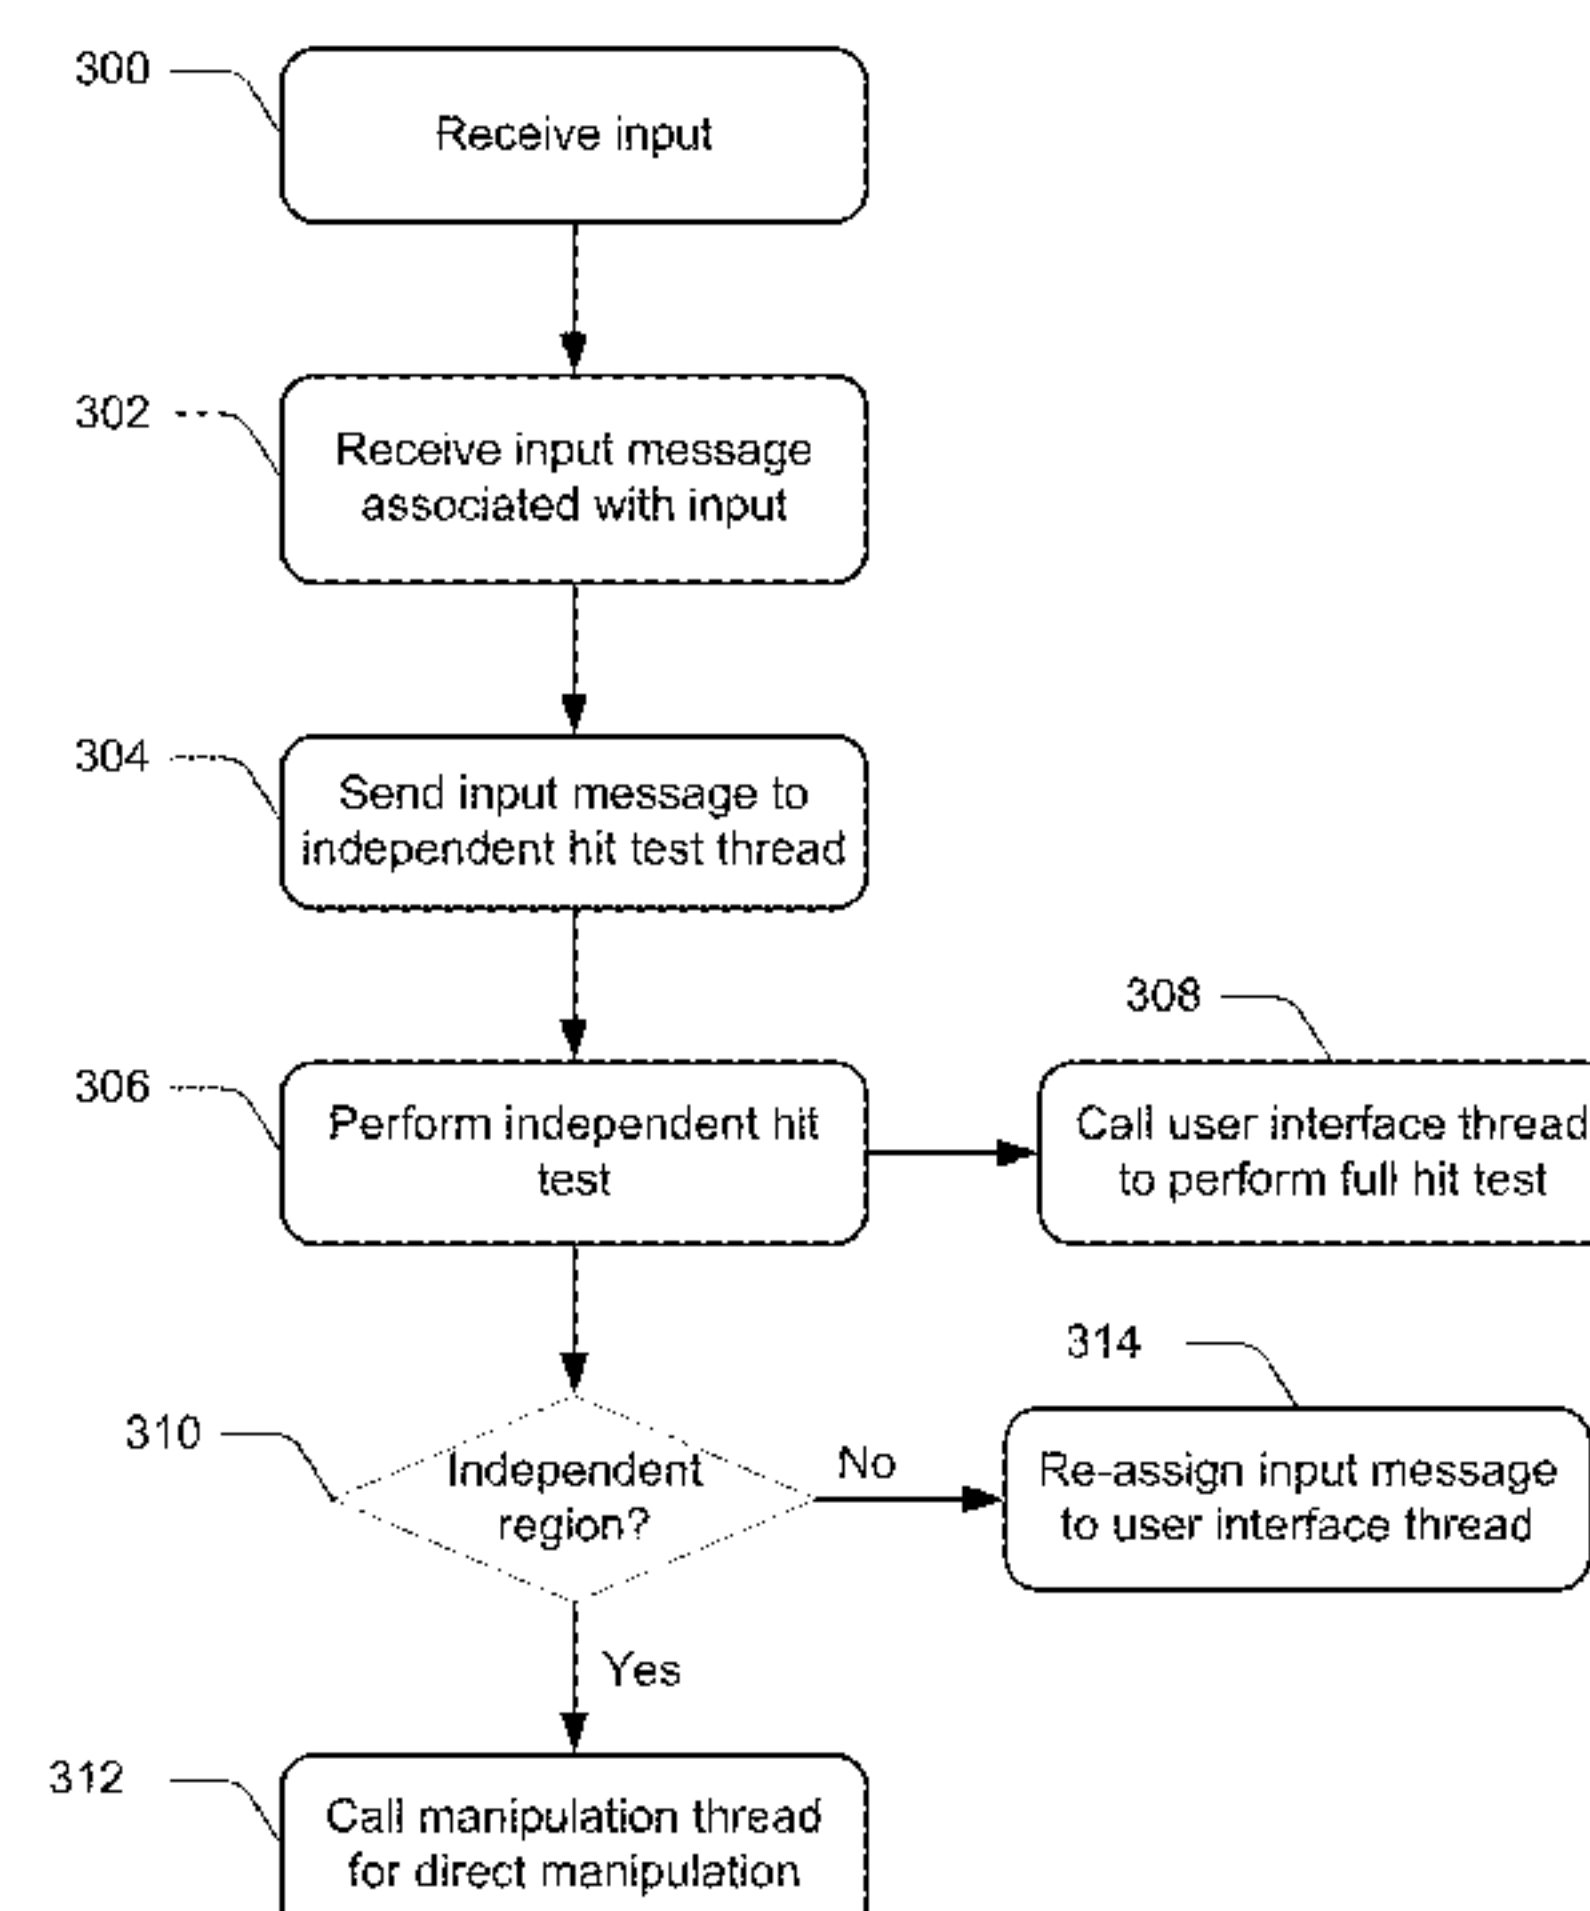 300
Receive input
302
Receive input message
associated with input
304
Send input message to
independent hit test thread
306
Perform independent hit
test
308
Call user interface thread
to perform full hit test
310
Independent
region?
No
314
Re-assign input message
to user interface thread
Yes
312
Call manipulation thread
for direct manipulation